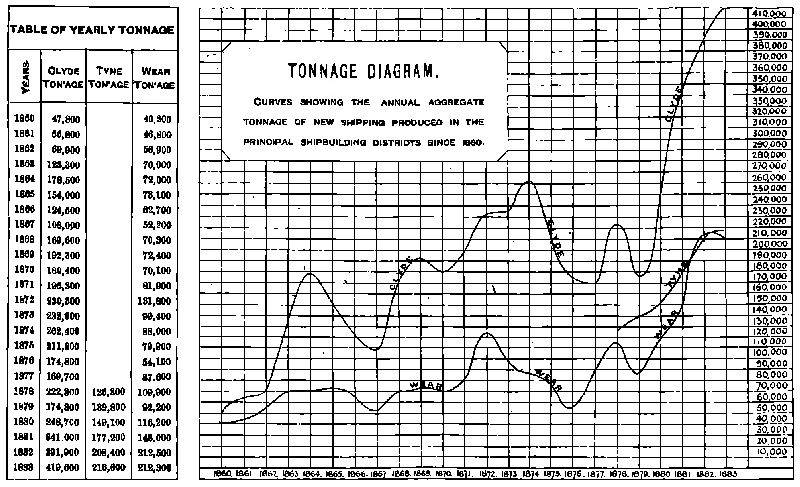 TABLE OF YEARLY TONNAGE
YEARS CLYDE TON'AGE TYNE TON'AGE WEAR TON'AGE
1860 47,800 40,200
1861 66,800 46,800
1862 69,000 56,900
1863 123,300 70,000
1864 178,500 72,000
1865 154,000 73,100
1866 124,500 62,700
1867 108,000 52,200
1868 169,600 70,300
1869 192,300 72,400
1870 189,400 70,100
1871 196,300 81,900
1872 230,300 131,800
1873 232,900 99,400
1874 262,400 88,000
1875 211,800 79,900
1876 174,800 54,100
1877 169,700 87,600
1878 222,300 126,300 109,900
1879 174,800 139,800 92,200
1880 248,700 149,100 116,200
1881 341,000 177,200 148,000
1882 391,900 208,400 212,500
1883 419,600 216,600 212,300
TONNAGE DIAGRAM.
CURVES SHOWING THE ANNUAL AGGREGATE
TONNAGE OF NEW SHIPPING PRODUCED IN THE
PRINCIPAL SHIPBUILDING DISTRICTS SINCE 1860.
CLYDE
CLYDE
CLYDE
TYNE
WEAR
WEAR
WEAR
410,000
400,000
390,000
380,000
370,000
360,000
350,000
340,000
330,000
320,000
310,000
300,000
290,000
280,000
270,000
260,000
250,000
240,000
230,000
220,000
210,000
200,000
190,000
180,000
170,000
160,000
150,000
140,000
130,000
120,000
110,000
100,000
90,000
80,000
70,000
60,000
50,000
40,000
30,000
20,000
10,000
1860. 1861 1862. 1863 1864. 1865. 1866. 1867 1868. 1869. 1870. 1871. 1872. 1873 1874 1875. 1876. 1877. 1878. 1879. 1880 1881 1882. 1883